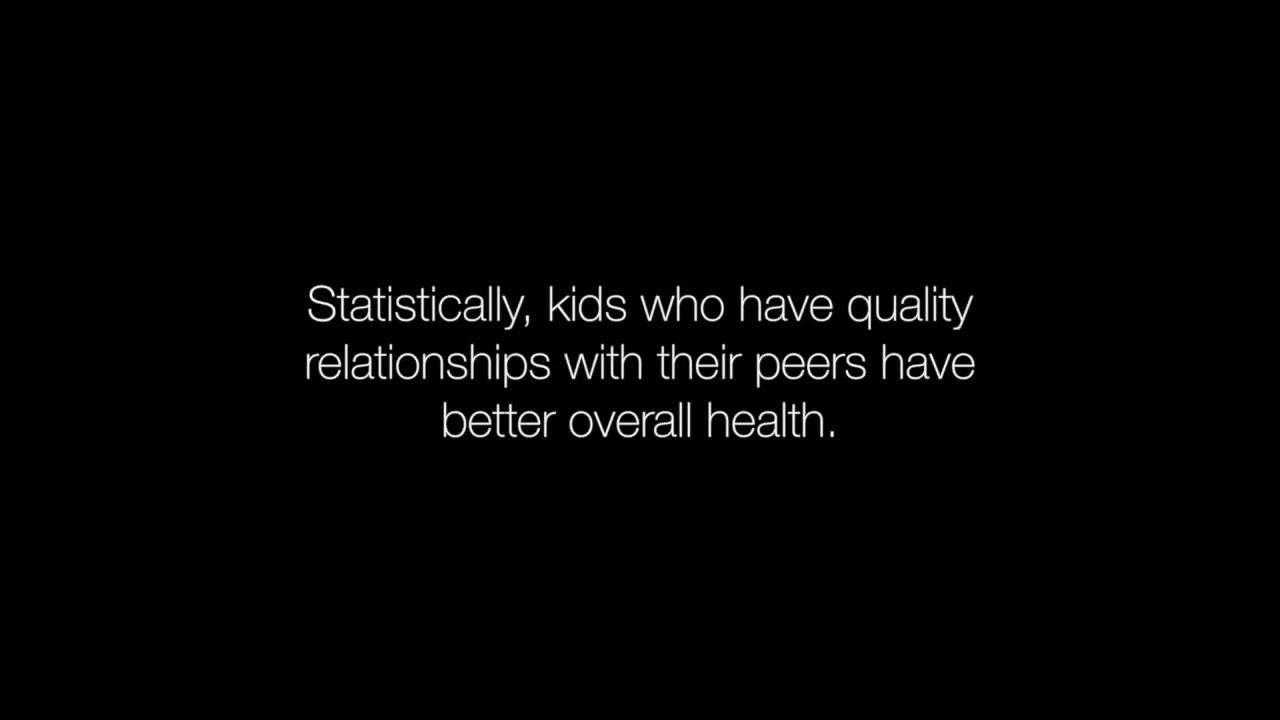 Statistically, kids who have quality
relationships with their peers have
better overall health.